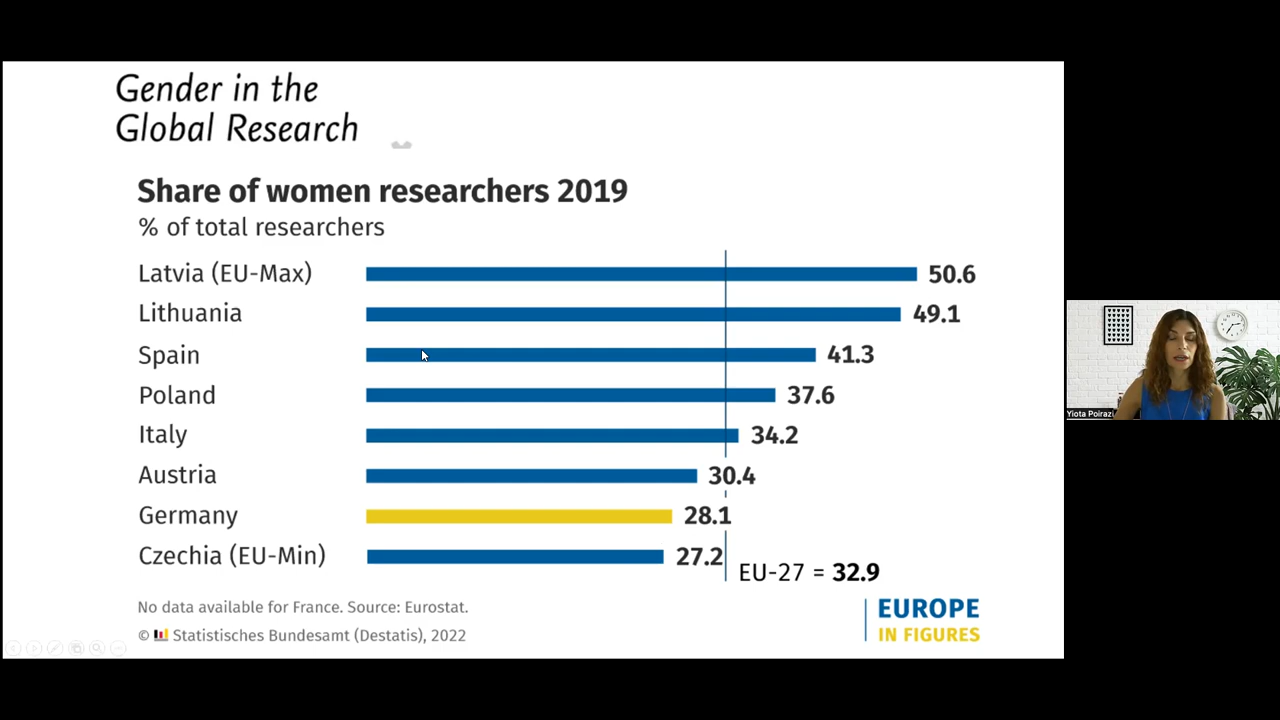 Gender in the
Global Research
Share of women researchers 2019
% of total researchers
Latvia (EU-Max) 50.6
Lithuania 49.1
Spain 41.3
Poland 37.6
Italy 34.2
Austria 30.4
Germany 28.1
Czechia (EU-Min) 27.2
EU-27 = 32.9
No data available for France. Source: Eurostat.
© Statistisches Bundesamt (Destatis), 2022
EUROPE
IN FIGURES
Yiota Poirazi